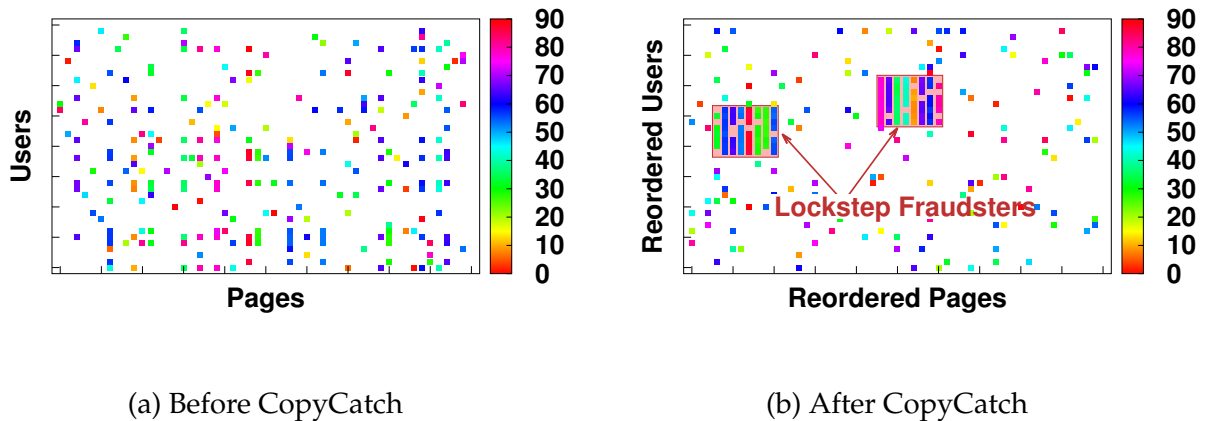 Users
Pages
90
80
70
60
50
40
30
20
10
0
(a) Before CopyCatch
Reordered Users
Lockstep Fraudsters
Reordered Pages
90
80
70
60
50
40
30
20
10
0
(b) After CopyCatch